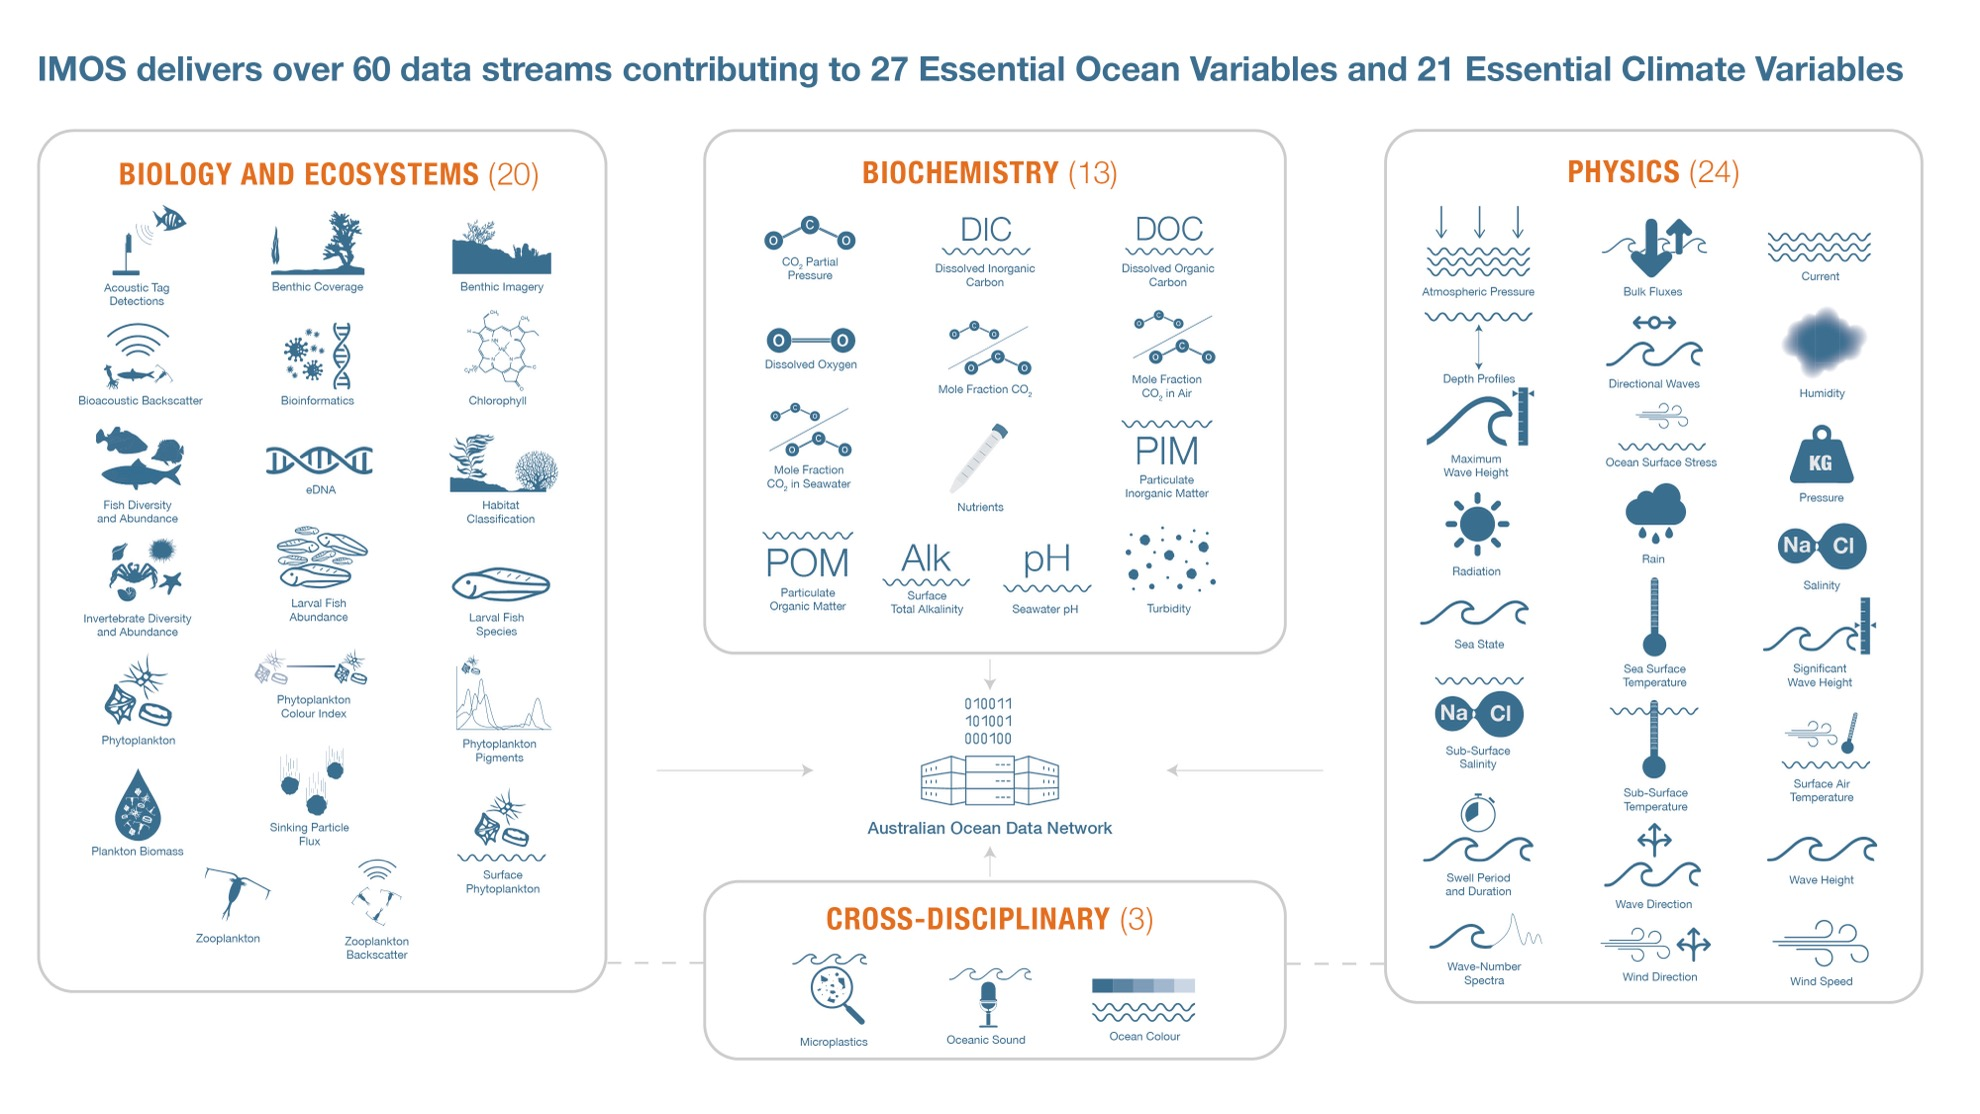 IMOS delivers over 60 data streams contributing to 27 Essential Ocean Variables and 21 Essential Climate Variables
BIOLOGY AND ECOSYSTEMS (20)
Acoustic Tag
Detections
Benthic Coverage
Benthic Imagery
Bioacoustic Backscatter
Bioinformatics
Chlorophyll
Fish Diversity
and Abundance
eDNA
Habitat
Classification
Invertebrate Diversity
and Abundance
Larval Fish
Abundance
Larval Fish
Species
Phytoplankton
Phytoplankton
Colour Index
Phytoplankton
Pigments
Plankton Biomass
Sinking Particle
Flux
Surface
Phytoplankton
Zooplankton
Zooplankton
Backscatter
BIOCHEMISTRY (13)
O C O
CO₂ Partial
Pressure
DIC
Dissolved Inorganic
Carbon
DOC
Dissolved Organic
Carbon
O O
Dissolved Oxygen
O C O
O C O
Mole Fraction CO₂
O C O
O C O
Mole Fraction
CO₂ in Air
O C O
O C O
Mole Fraction
CO₂ in Seawater
Nutrients
PIM
Particulate
Inorganic Matter
POM
Particulate
Organic Matter
Alk
Surface
Total Alkalinity
pH
Seawater pH
Turbidity
010011
101001
000100
Australian Ocean Data Network
CROSS-DISCIPLINARY (3)
Microplastics
Oceanic Sound
Ocean Colour
PHYSICS (24)
Atmospheric Pressure
Bulk Fluxes
Current
Depth Profiles
Directional Waves
Humidity
Maximum
Wave Height
Ocean Surface Stress
KG
Pressure
Radiation
Rain
Na Cl
Salinity
Sea State
Sea Surface
Temperature
Significant
Wave Height
Na Cl
Sub-Surface
Salinity
Sub-Surface
Temperature
Surface Air
Temperature
Swell Period
and Duration
Wave Direction
Wave Height
Wave-Number
Spectra
Wind Direction
Wind Speed